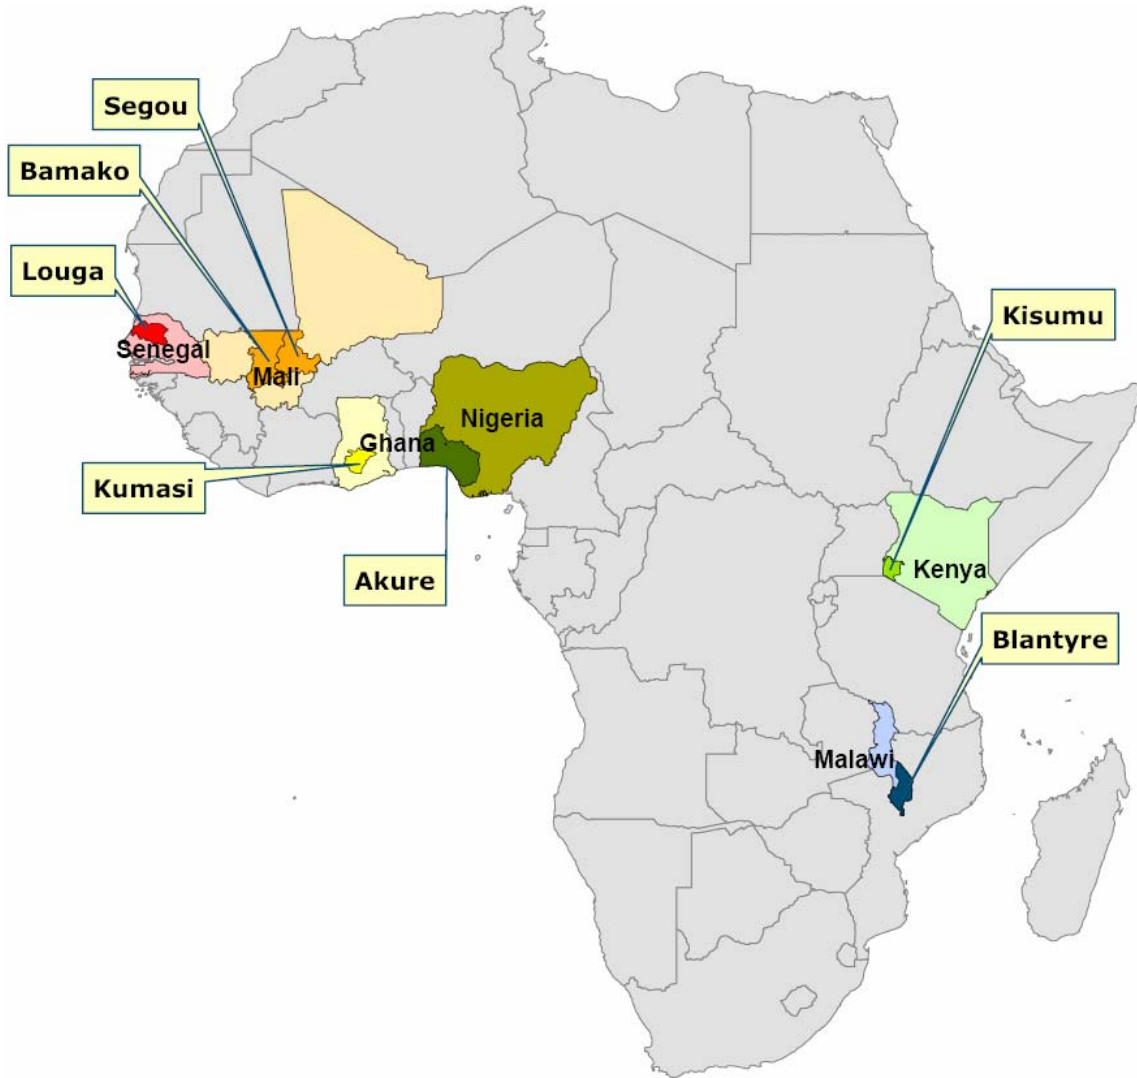 Segou
Bamako
Louga
Kisumu
Senegal
Mali
Nigeria
Ghana
Kumasi
Akure
Kenya
Blantyre
Malawi